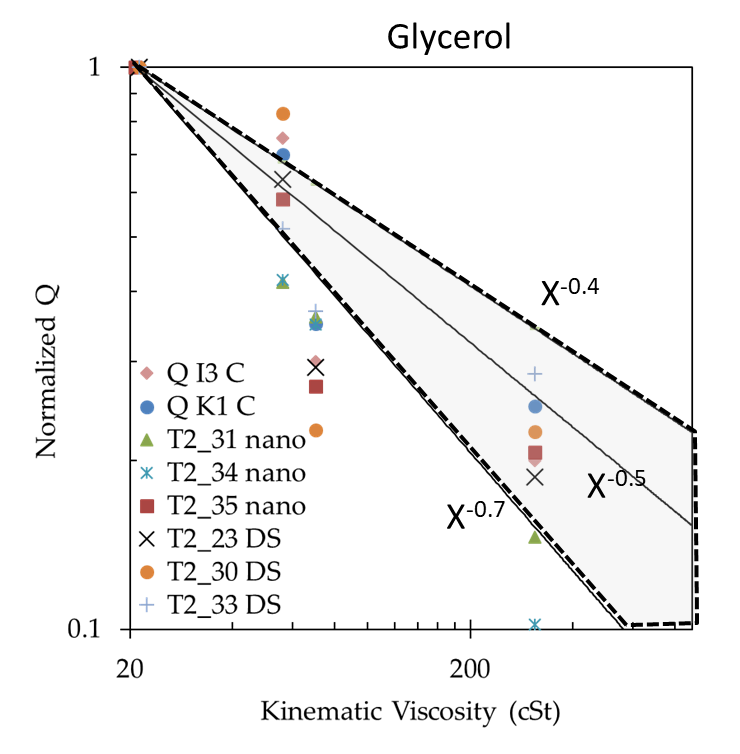 Glycerol
1
X-0.4
Normalized Q
Q I3 C
Q K1 C
T2_31 nano
T2_34 nano
X-0.5
T2_35 nano
X-0.7
T2_23 DS
T2_30 DS
T2_33 DS
0.1
20
200
Kinematic Viscosity (cSt)